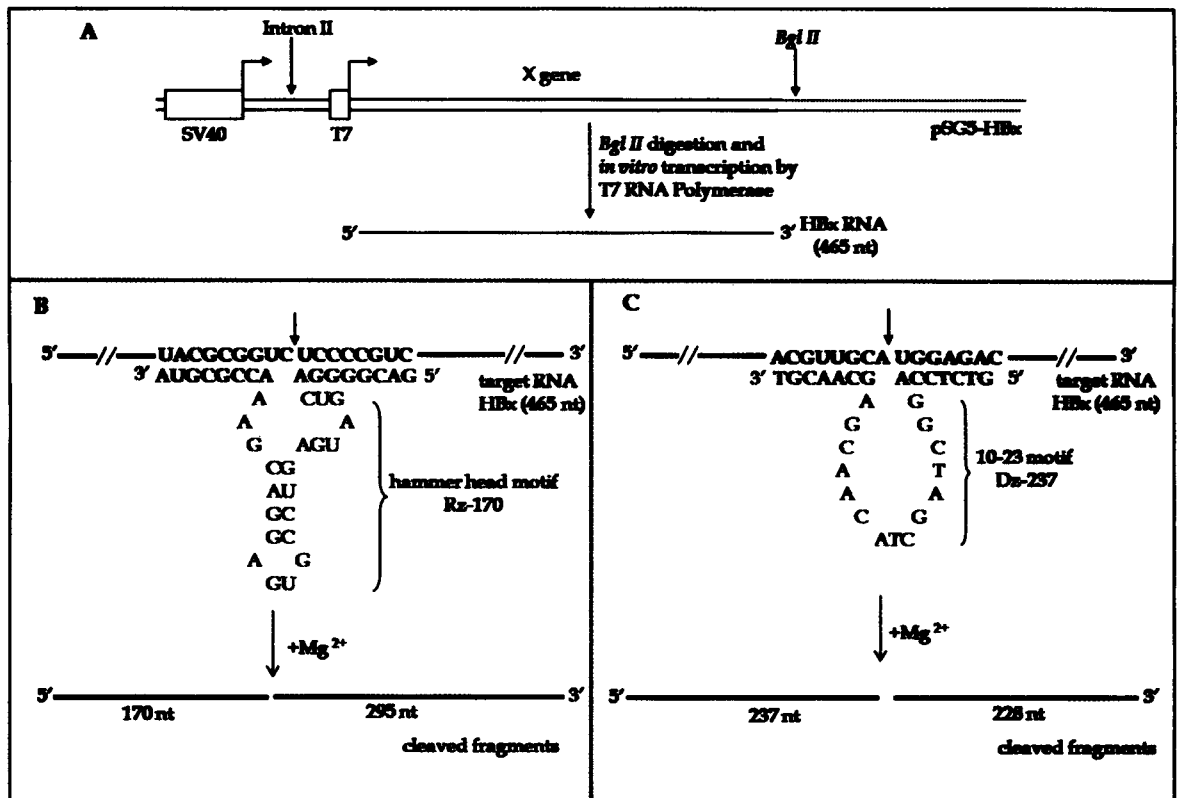 A
Intron II
Bgl II
X gene
SV40
T7
pSG5-HBx
Bgl II digestion and
in vitro transcription by
T7 RNA Polymerase
5′
3′ HBx RNA
(465 nt)
B
5′ // UACGCGGUC UCCCCGUC // 3′
3′ AUGCGCCA AGGGGCAG 5′
target RNA
HBx (465 nt)
A CUG
A A
G AGU
CG
AU
GC
GC
A G
GU
hammer head motif
Rz-170
+Mg 2+
5′ 3′
170 nt 295 nt
cleaved fragments
C
5′ // ACGUUGCA UGGAGAC // 3′
3′ TGCAACG ACCTCTG 5′
target RNA
HBx (465 nt)
A G
G G
C C
A T
A A
C G
ATC
10-23 motif
Dz-237
+Mg 2+
5′ 3′
237 nt 228 nt
cleaved fragments